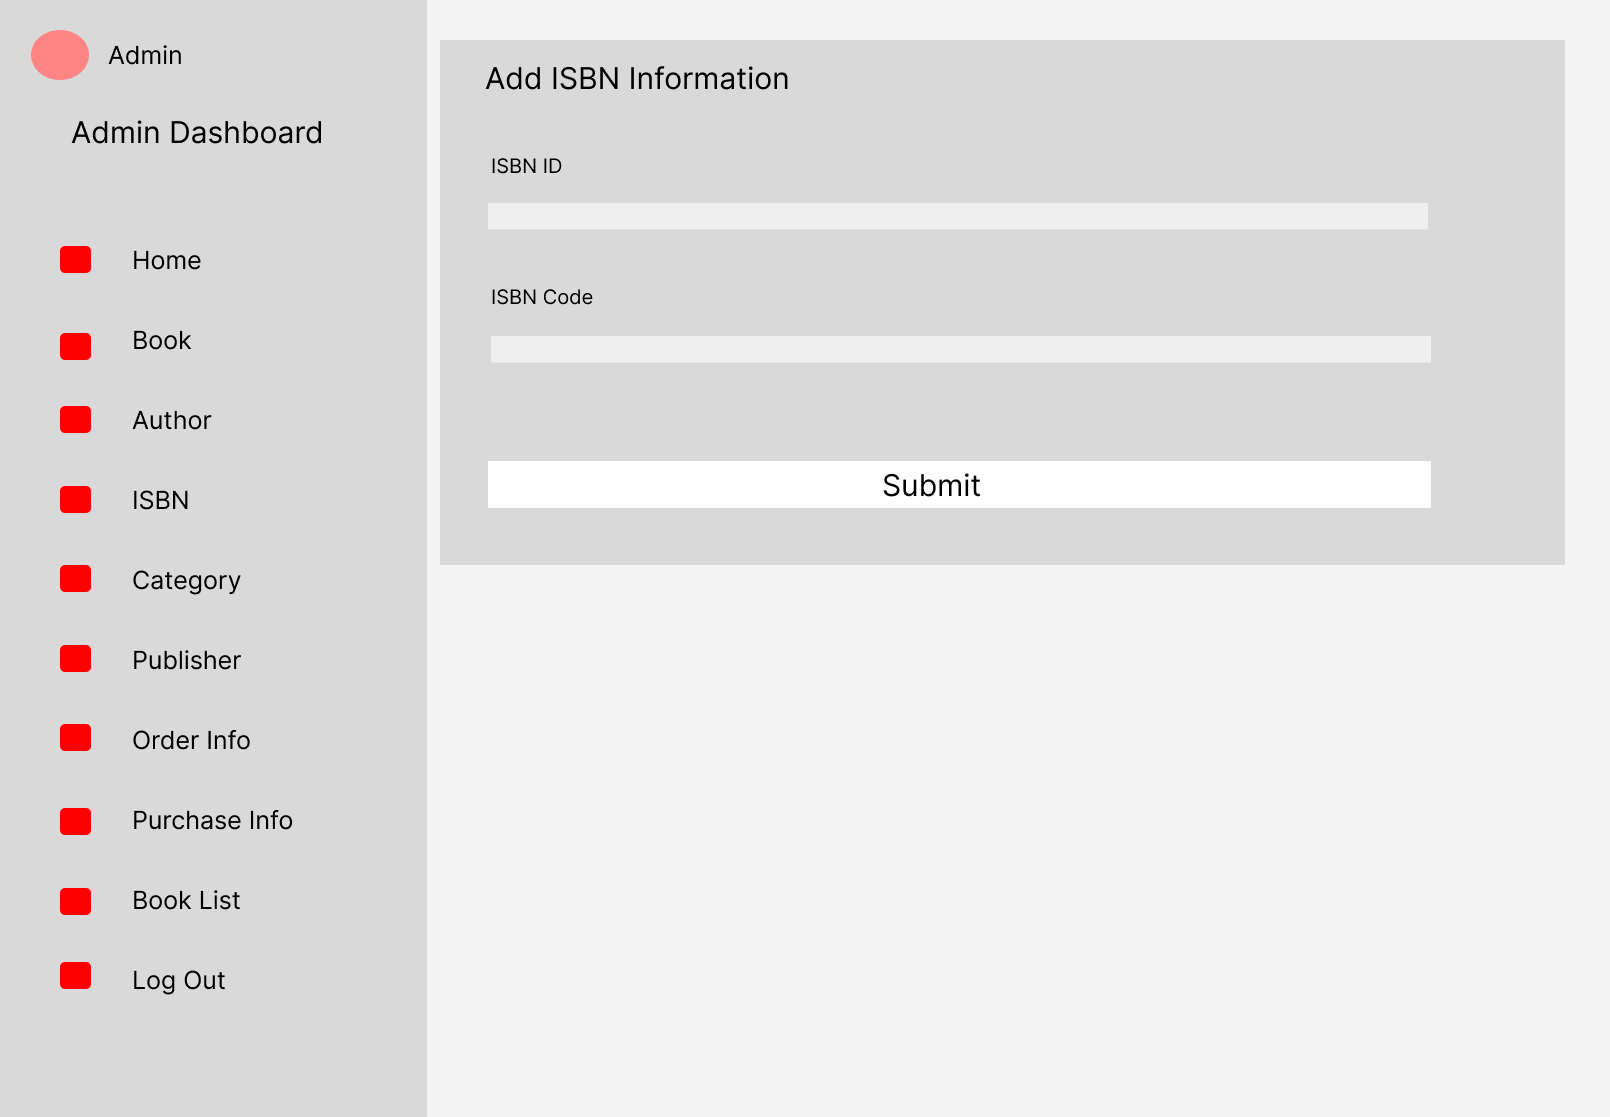 Admin
Admin Dashboard
Home
Book
Author
ISBN
Category
Publisher
Order Info
Purchase Info
Book List
Log Out
Add ISBN Information
ISBN ID
ISBN Code
Submit